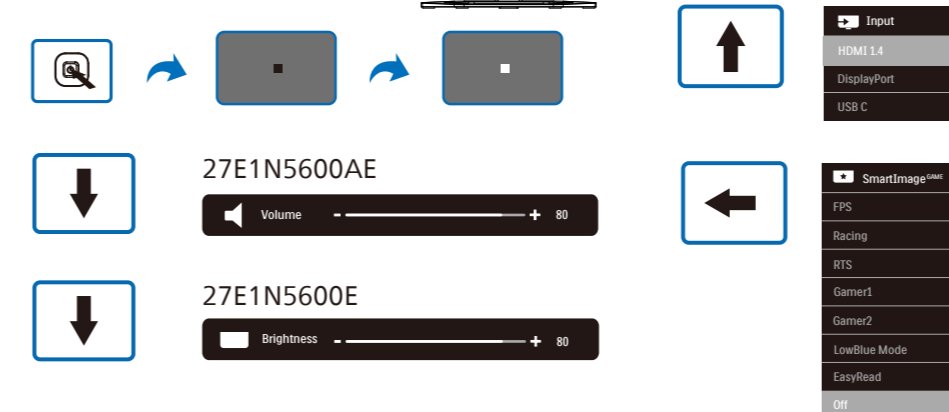 27E1N5600AE
Volume - + 80
27E1N5600E
Brightness - + 80
Input
HDMI 1.4
DisplayPort
USB C
SmartImage GAME
FPS
Racing
RTS
Gamer1
Gamer2
LowBlue Mode
EasyRead
Off